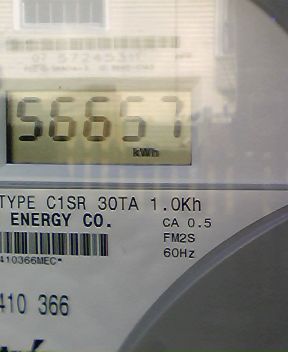 56657
kWh
TYPE C1SR 30TA 1.0Kh
ENERGY CO.
CA 0.5
FM2S
60Hz
410366MEC*
410 366